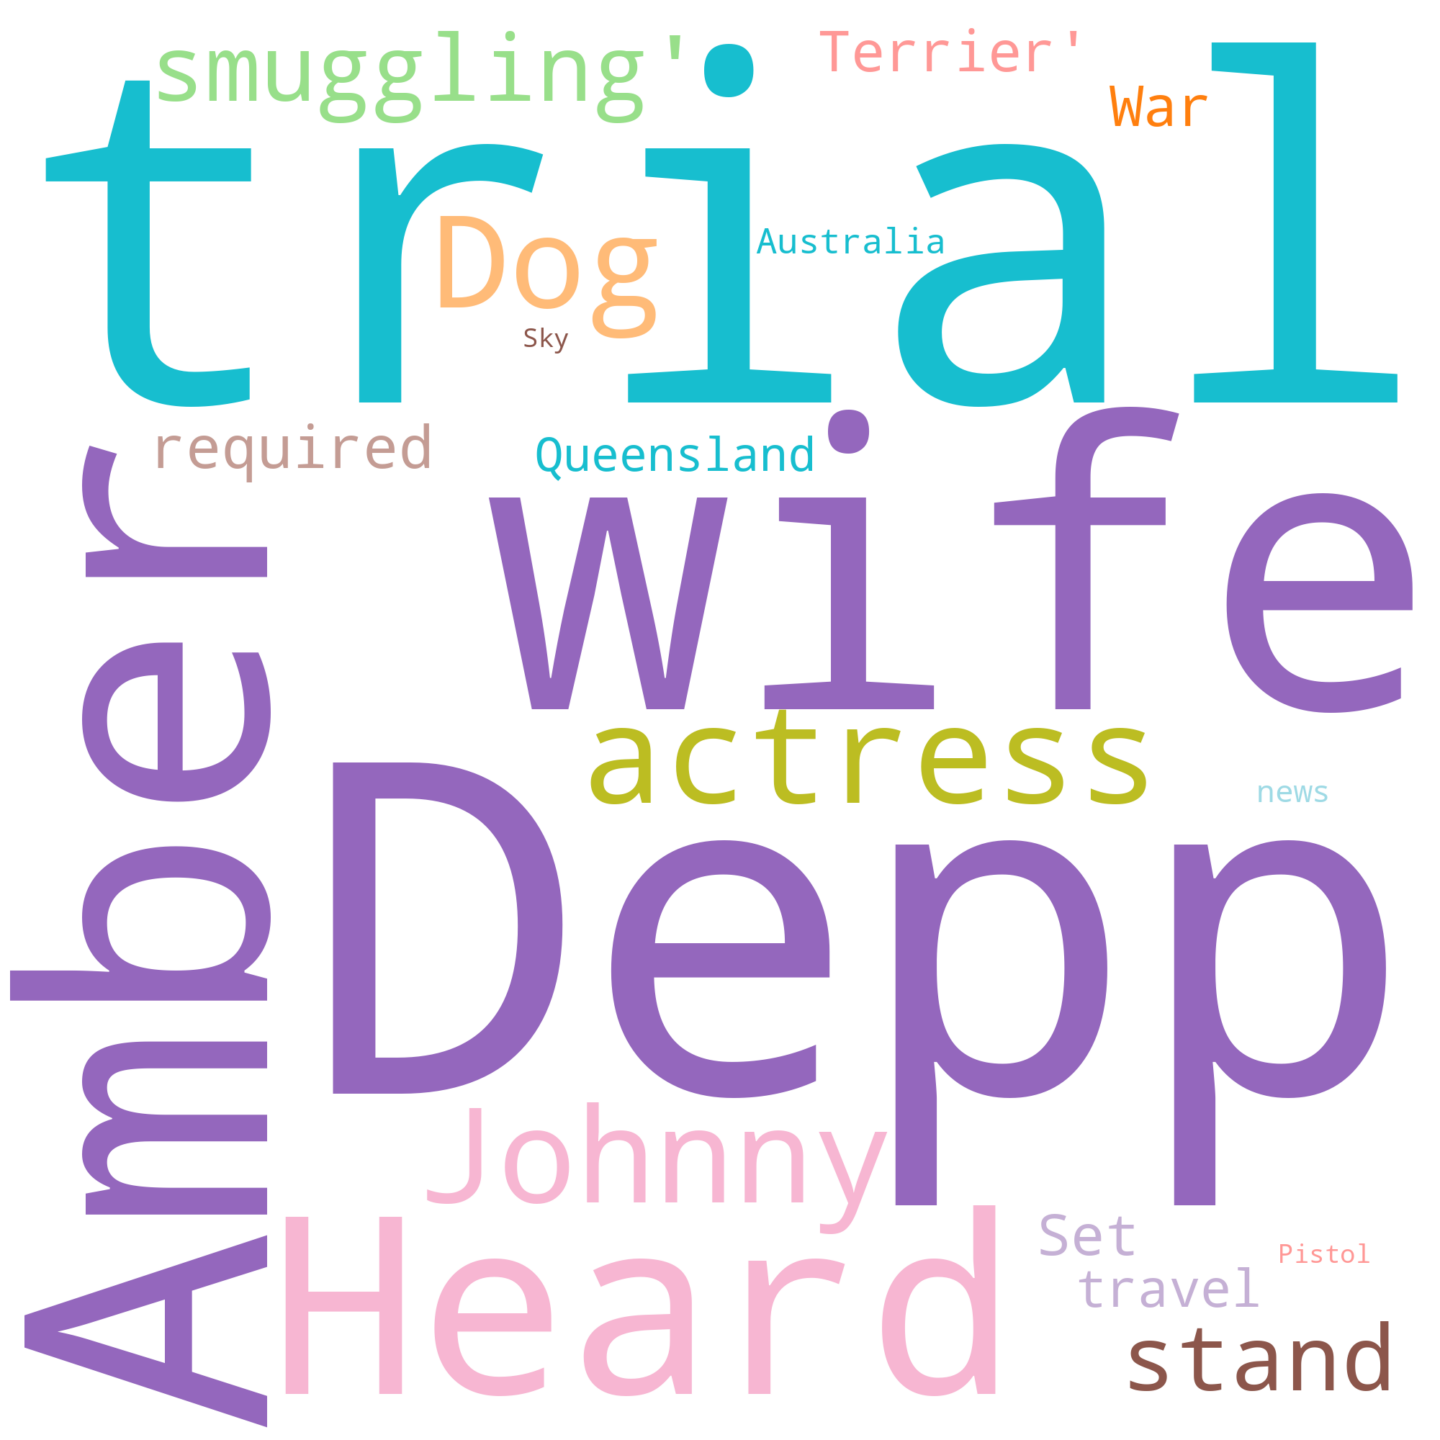 smuggling'
Terrier'
War
trial
Dog
Australia
Sky
required
Queensland
wife
Amber
actress
news
Depp
Johnny
Heard
Set
Pistol
travel
stand